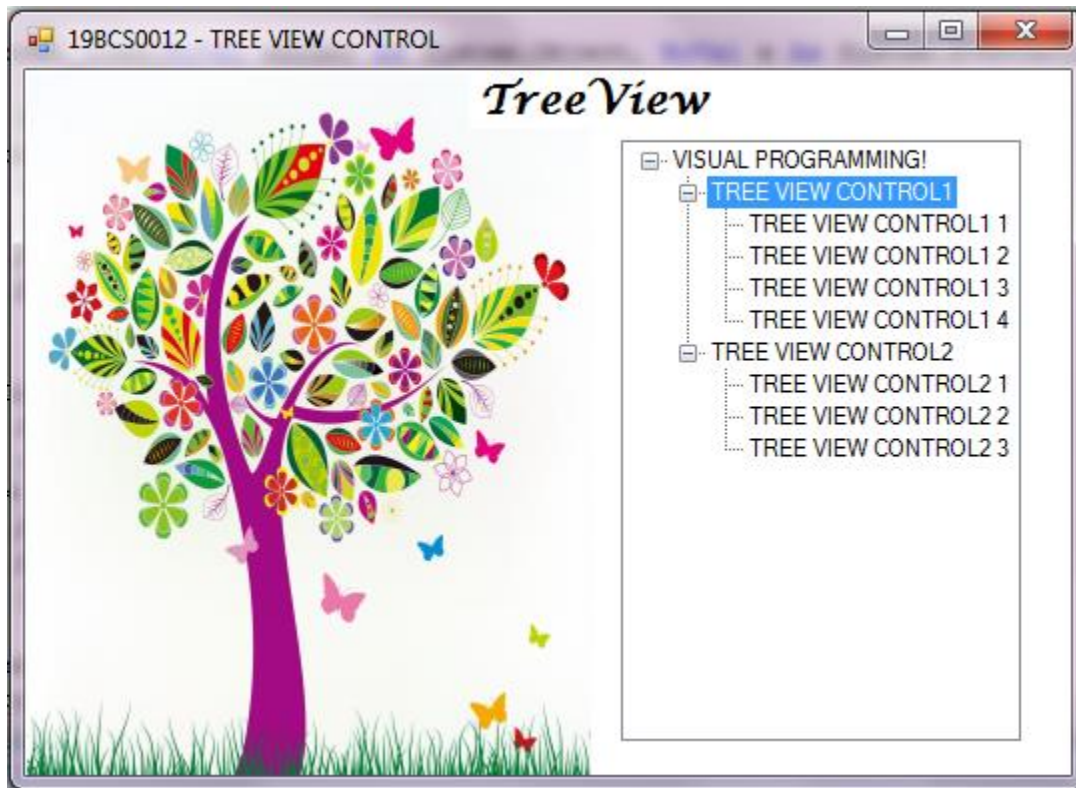 19BCS0012 - TREE VIEW CONTROL
TreeView
VISUAL PROGRAMMING!
TREE VIEW CONTROL1
TREE VIEW CONTROL1 1
TREE VIEW CONTROL1 2
TREE VIEW CONTROL1 3
TREE VIEW CONTROL1 4
TREE VIEW CONTROL2
TREE VIEW CONTROL2 1
TREE VIEW CONTROL2 2
TREE VIEW CONTROL2 3